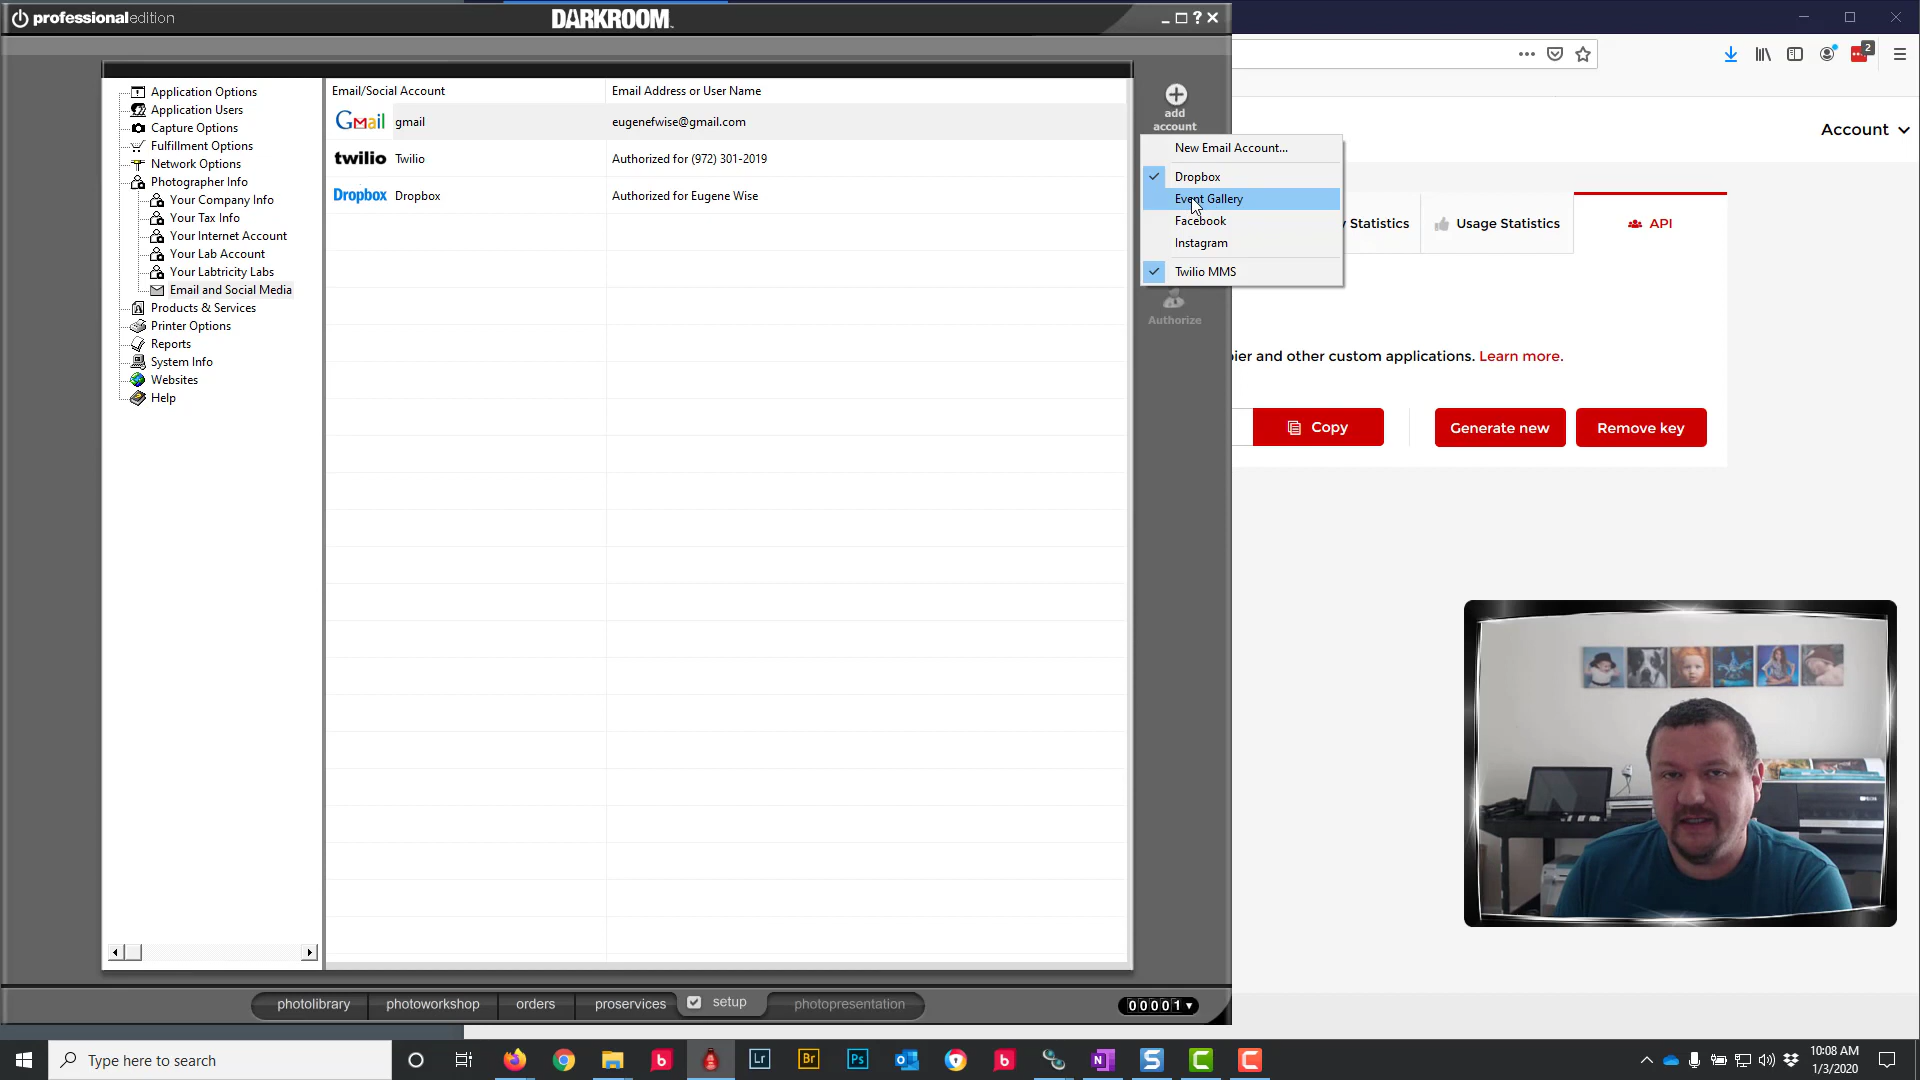 professionaledition
DARKROOM
Application Options
Application Users
Capture Options
Fulfillment Options
Network Options
Photographer Info
Your Company Info
Your Tax Info
Your Internet Account
Your Lab Account
Your Labtricity Labs
Email and Social Media
Products & Services
Printer Options
Reports
System Info
Websites
Help
Email/Social Account Email Address or User Name
Gmail gmail eugenefwise@gmail.com
twilio Twilio Authorized for (972) 301-2019
Dropbox Dropbox Authorized for Eugene Wise
add
account
New Email Account...
Dropbox
Event Gallery
Facebook
Instagram
Twilio MMS
Authorize
2
Account
y Statistics Usage Statistics API
pier and other custom applications. Learn more.
Copy Generate new Remove key
photolibrary photoworkshop orders proservices setup photopresentation
00001
Type here to search
b Lr Br Ps b N S C C
10:08 AM
1/3/2020